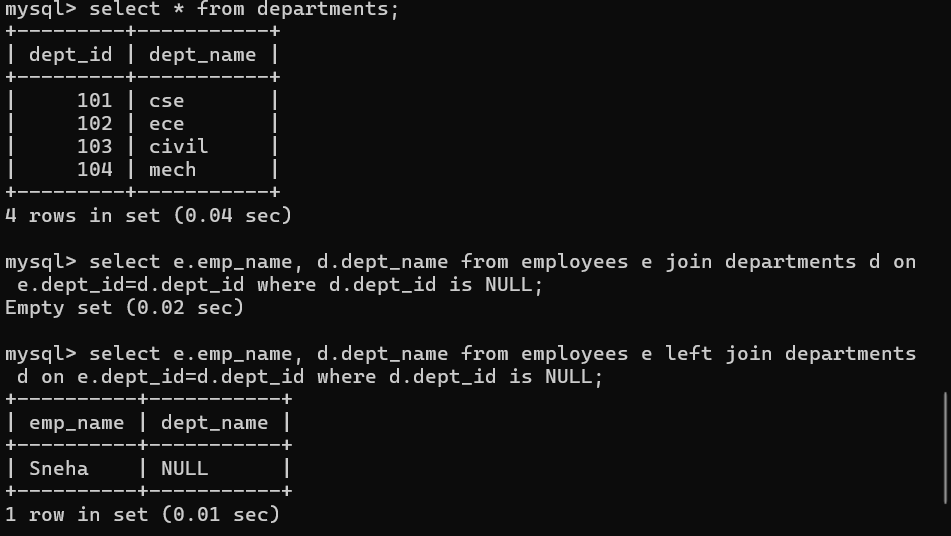 mysql> select * from departments;
+---------+-----------+
| dept_id | dept_name |
+---------+-----------+
|     101 | cse       |
|     102 | ece       |
|     103 | civil     |
|     104 | mech      |
+---------+-----------+
4 rows in set (0.04 sec)

mysql> select e.emp_name, d.dept_name from employees e join departments d on
 e.dept_id=d.dept_id where d.dept_id is NULL;
Empty set (0.02 sec)

mysql> select e.emp_name, d.dept_name from employees e left join departments
 d on e.dept_id=d.dept_id where d.dept_id is NULL;
+----------+-----------+
| emp_name | dept_name |
+----------+-----------+
| Sneha    | NULL      |
+----------+-----------+
1 row in set (0.01 sec)